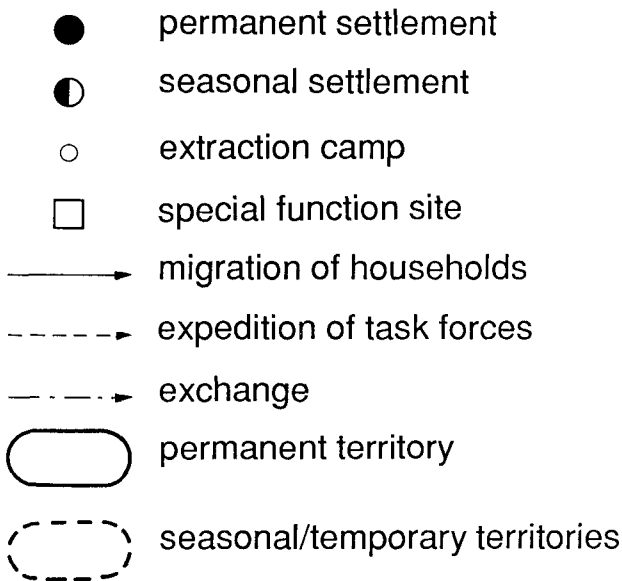 permanent settlement
seasonal settlement
extraction camp
special function site
migration of households
expedition of task forces
exchange
permanent territory
seasonal/temporary territories